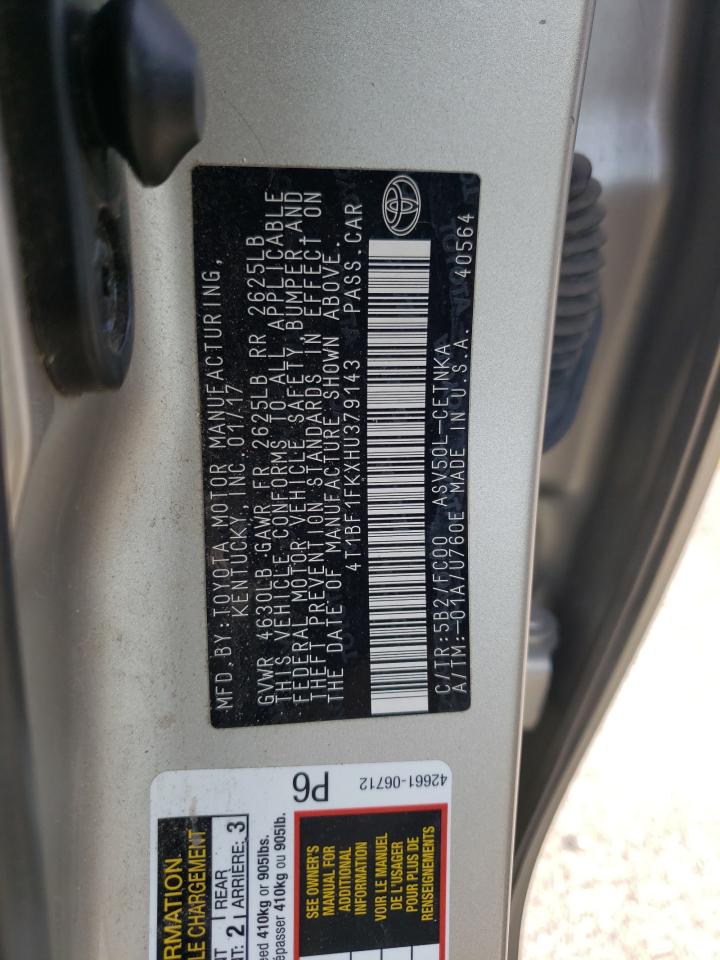 MFD.BY:TOYOTA MOTOR MANUFACTURING,
KENTUCKY, INC. 01/17
GVWR 4630LB GAWR FR 2625LB RR 2625LB
THIS VEHICLE CONFORMS TO ALL APPLICABLE
FEDERAL MOTOR VEHICLE SAFETY, BUMPER AND
THEFT PREVENTION STANDARDS IN EFFECT ON
THE DATE OF MANUFACTURE SHOWN ABOVE.
4T1BF1FKXHU379143 PASS.CAR
C/TR:5B2/FC00 ASV50L-CETNKA
A/TM:-01A/U760E MADE IN U.S.A. 40564
P6
42661-06712
LE CHARGEMENT
REAR
2 ARRIÈRE: 3
410kg or 905lbs.
410kg ou 905lb.
SEE OWNER'S
MANUAL FOR
ADDITIONAL
INFORMATION
VOIR LE MANUEL
DE L'USAGER
POUR PLUS DE
RENSEIGNEMENTS